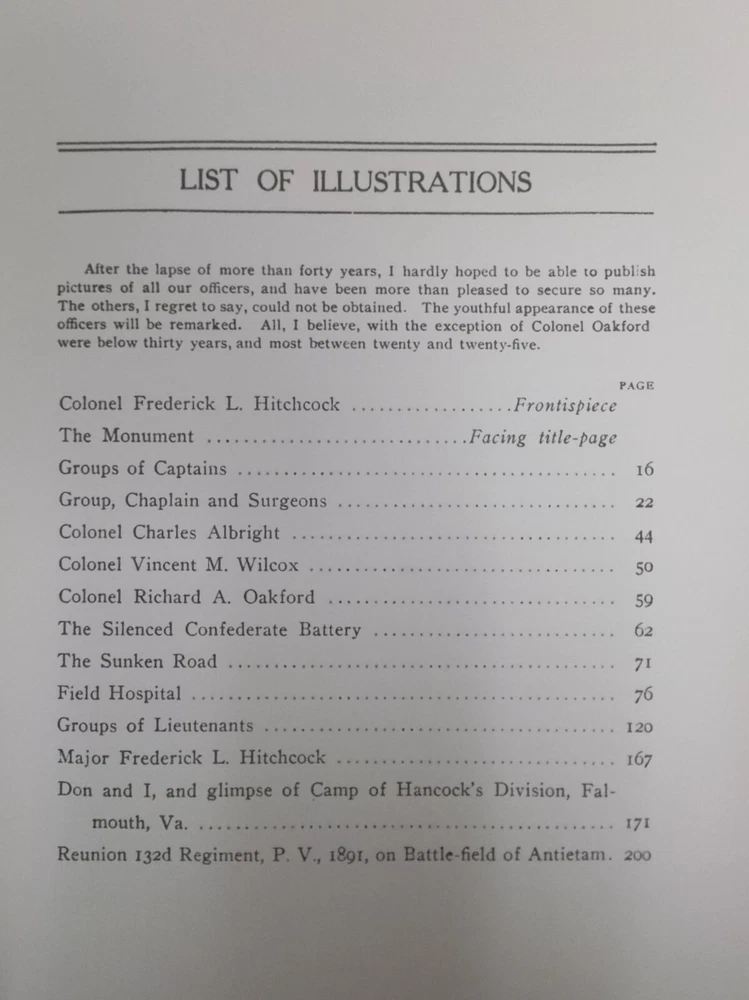 LIST OF ILLUSTRATIONS
After the lapse of more than forty years, I hardly hoped to be able to publish
pictures of all our officers, and have been more than pleased to secure so many.
The others, I regret to say, could not be obtained. The youthful appearance of these
officers will be remarked. All, I believe, with the exception of Colonel Oakford
were below thirty years, and most between twenty and twenty-five.
PAGE
Colonel Frederick L. Hitchcock ..................Frontispiece
The Monument ............................Facing title-page
Groups of Captains ........................................ 16
Group, Chaplain and Surgeons .............................. 22
Colonel Charles Albright ................................... 44
Colonel Vincent M. Wilcox ................................. 50
Colonel Richard A. Oakford ............................... 59
The Silenced Confederate Battery .......................... 62
The Sunken Road .......................................... 71
Field Hospital .............................................. 76
Groups of Lieutenants ...................................... 120
Major Frederick L. Hitchcock .............................. 167
Don and I, and glimpse of Camp of Hancock's Division, Fal-
mouth, Va. ............................................. 171
Reunion 132d Regiment, P. V., 1891, on Battle-field of Antietam. 200